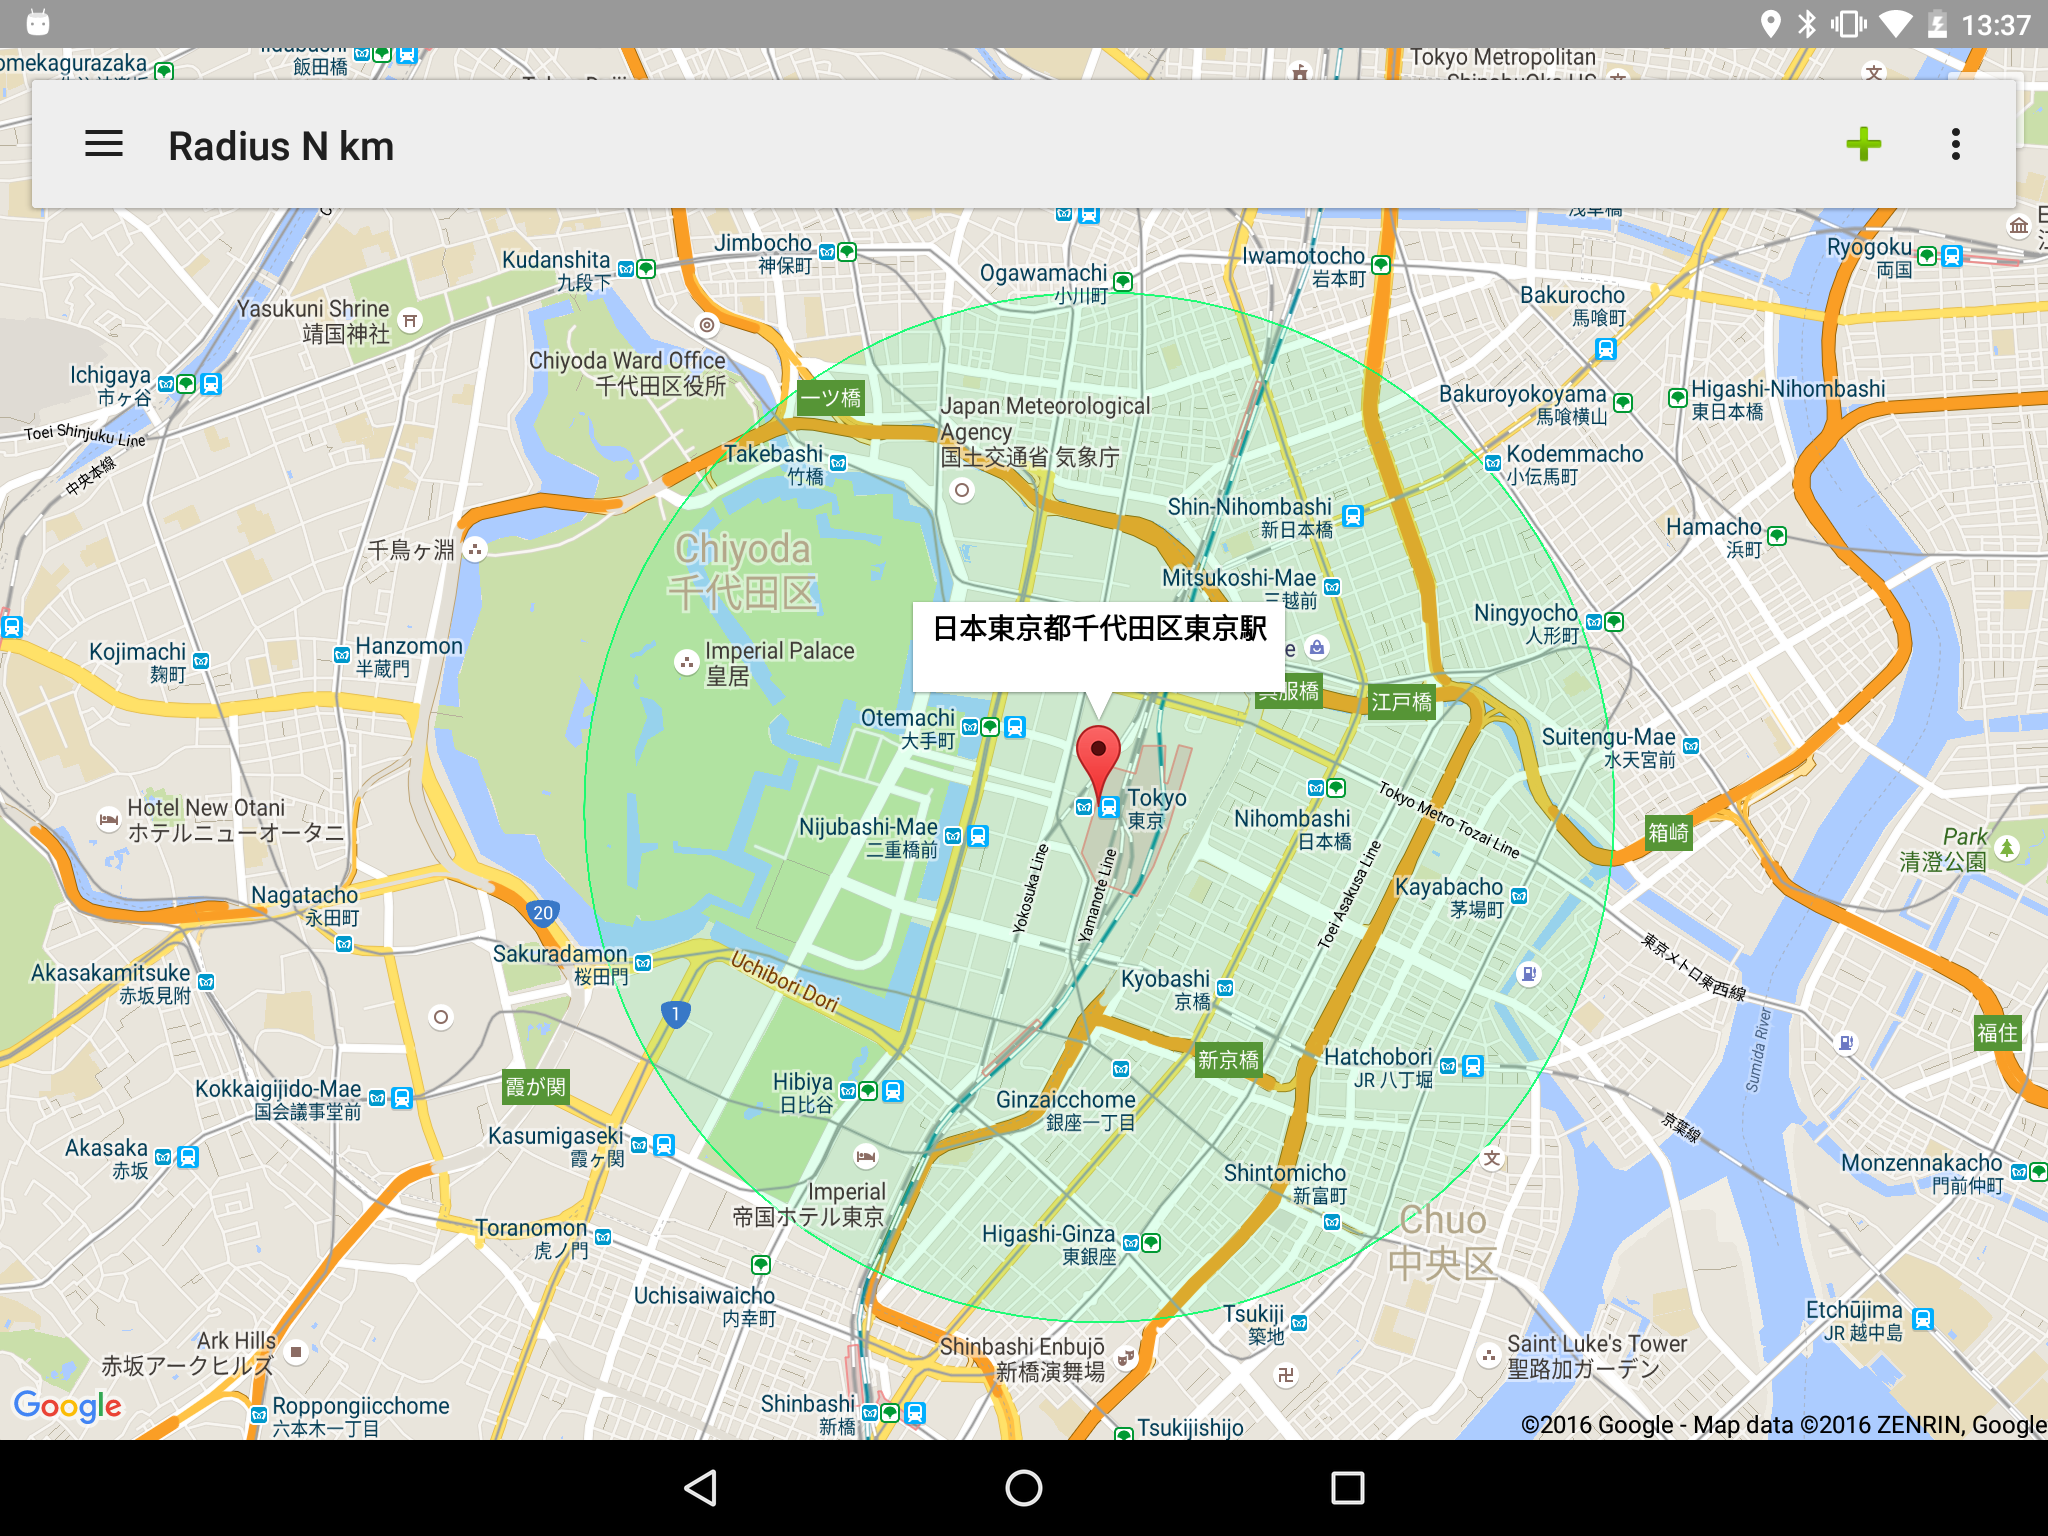 13:37
omekagurazaka
飯田橋
Tokyo Metropolitan
Radius N km
Kudanshita
九段下
Jimbocho
神保町
Ogawamachi
小川町
Iwamotocho
岩本町
Ryogoku
両国
Bakurocho
馬喰町
Yasukuni Shrine
靖国神社
Chiyoda Ward Office
千代田区役所
Ichigaya
市ヶ谷
Toei Shinjuku Line
中央本線
一ツ橋
Japan Meteorological
Agency
国土交通省 気象庁
Bakuroyokoyama
馬喰横山
Higashi-Nihombashi
東日本橋
Takebashi
竹橋
Kodemmacho
小伝馬町
Shin-Nihombashi
新日本橋
Hamacho
浜町
千鳥ヶ淵
Chiyoda
千代田区
Mitsukoshi-Mae
三越前
Ningyocho
人形町
日本東京都千代田区東京駅
Kojimachi
麹町
Hanzomon
半蔵門
Imperial Palace
皇居
呉服橋
江戸橋
Otemachi
大手町
Suitengu-Mae
水天宮前
Hotel New Otani
ホテルニューオータニ
Tokyo
東京
Tokyo Metro Tozai Line
Nijubashi-Mae
二重橋前
Nihombashi
日本橋
箱崎
Park
清澄公園
Yokosuka Line
Yamanote Line
Toei Asakusa Line
Kayabacho
茅場町
Nagatacho
永田町
20
Sakuradamon
桜田門
Uchibori Dori
Akasakamitsuke
赤坂見附
Kyobashi
京橋
東京メトロ東西線
1
Sumida River
福住
霞が関
新京橋
Hatchobori
JR 八丁堀
Kokkaigijido-Mae
国会議事堂前
Hibiya
日比谷
Ginzaicchome
銀座一丁目
京葉線
Akasaka
赤坂
Kasumigaseki
霞ヶ関
Shintomicho
新富町
Monzennakacho
門前仲町
Imperial
帝国ホテル東京
Toranomon
虎ノ門
Higashi-Ginza
東銀座
Chuo
中央区
Uchisaiwaicho
内幸町
Tsukiji
築地
Etchūjima
JR 越中島
Ark Hills
赤坂アークヒルズ
Shinbashi Enbujō
新橋演舞場
Saint Luke's Tower
聖路加ガーデン
Google
Roppongiicchome
六本木一丁目
Shinbashi
新橋
Tsukijishijo
©2016 Google - Map data ©2016 ZENRIN, Google